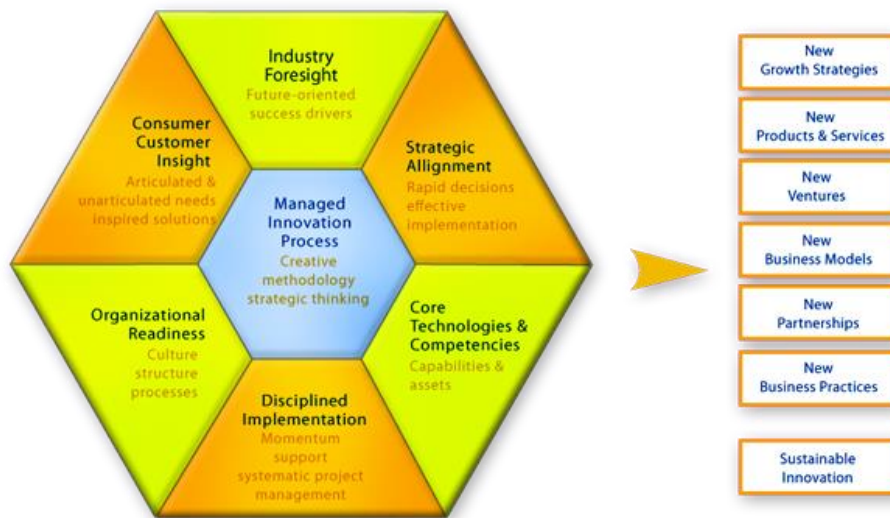 Industry
Foresight
Future-oriented
success drivers
Consumer
Customer
Insight
Articulated &
unarticulated needs
inspired solutions
Strategic
Allignment
Rapid decisions
effective
implementation
Managed
Innovation
Process
Creative
methodology
strategic thinking
Organizational
Readiness
Culture
structure
processes
Core
Technologies &
Competencies
Capabilities &
assets
Disciplined
Implementation
Momentum
support
systematic project
management
New
Growth Strategies
New
Products & Services
New
Ventures
New
Business Models
New
Partnerships
New
Business Practices
Sustainable
Innovation